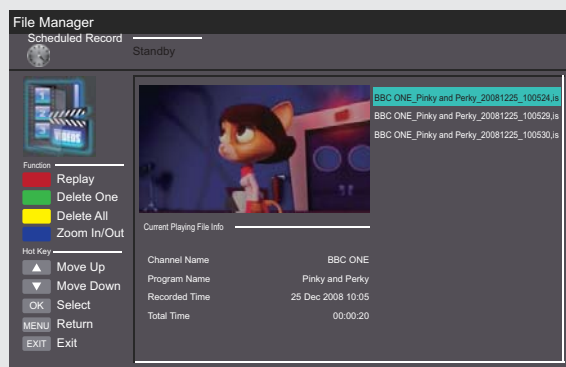 File Manager
Scheduled Record
Standby
1
2
3
VIDEOS
Function
Replay
Delete One
Delete All
Zoom In/Out
Hot Key
Move Up
Move Down
OK Select
MENU Return
EXIT Exit
Current Playing File Info
Channel Name BBC ONE
Program Name Pinky and Perky
Recorded Time 25 Dec 2008 10:05
Total Time 00:00:20
BBC ONE_Pinky and Perky_20081225_100524,is
BBC ONE_Pinky and Perky_20081225_100529,is
BBC ONE_Pinky and Perky_20081225_100530,is